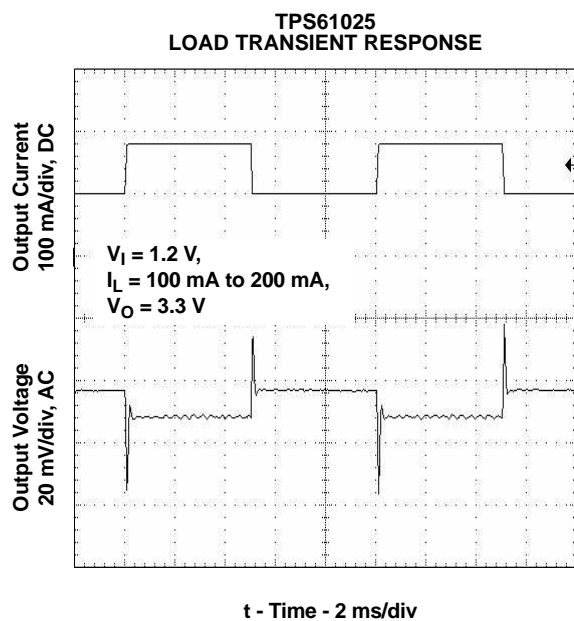 TPS61025
LOAD TRANSIENT RESPONSE
Output Current
100 mA/div, DC
V_I = 1.2 V,
I_L = 100 mA to 200 mA,
V_O = 3.3 V
Output Voltage
20 mV/div, AC
t - Time - 2 ms/div